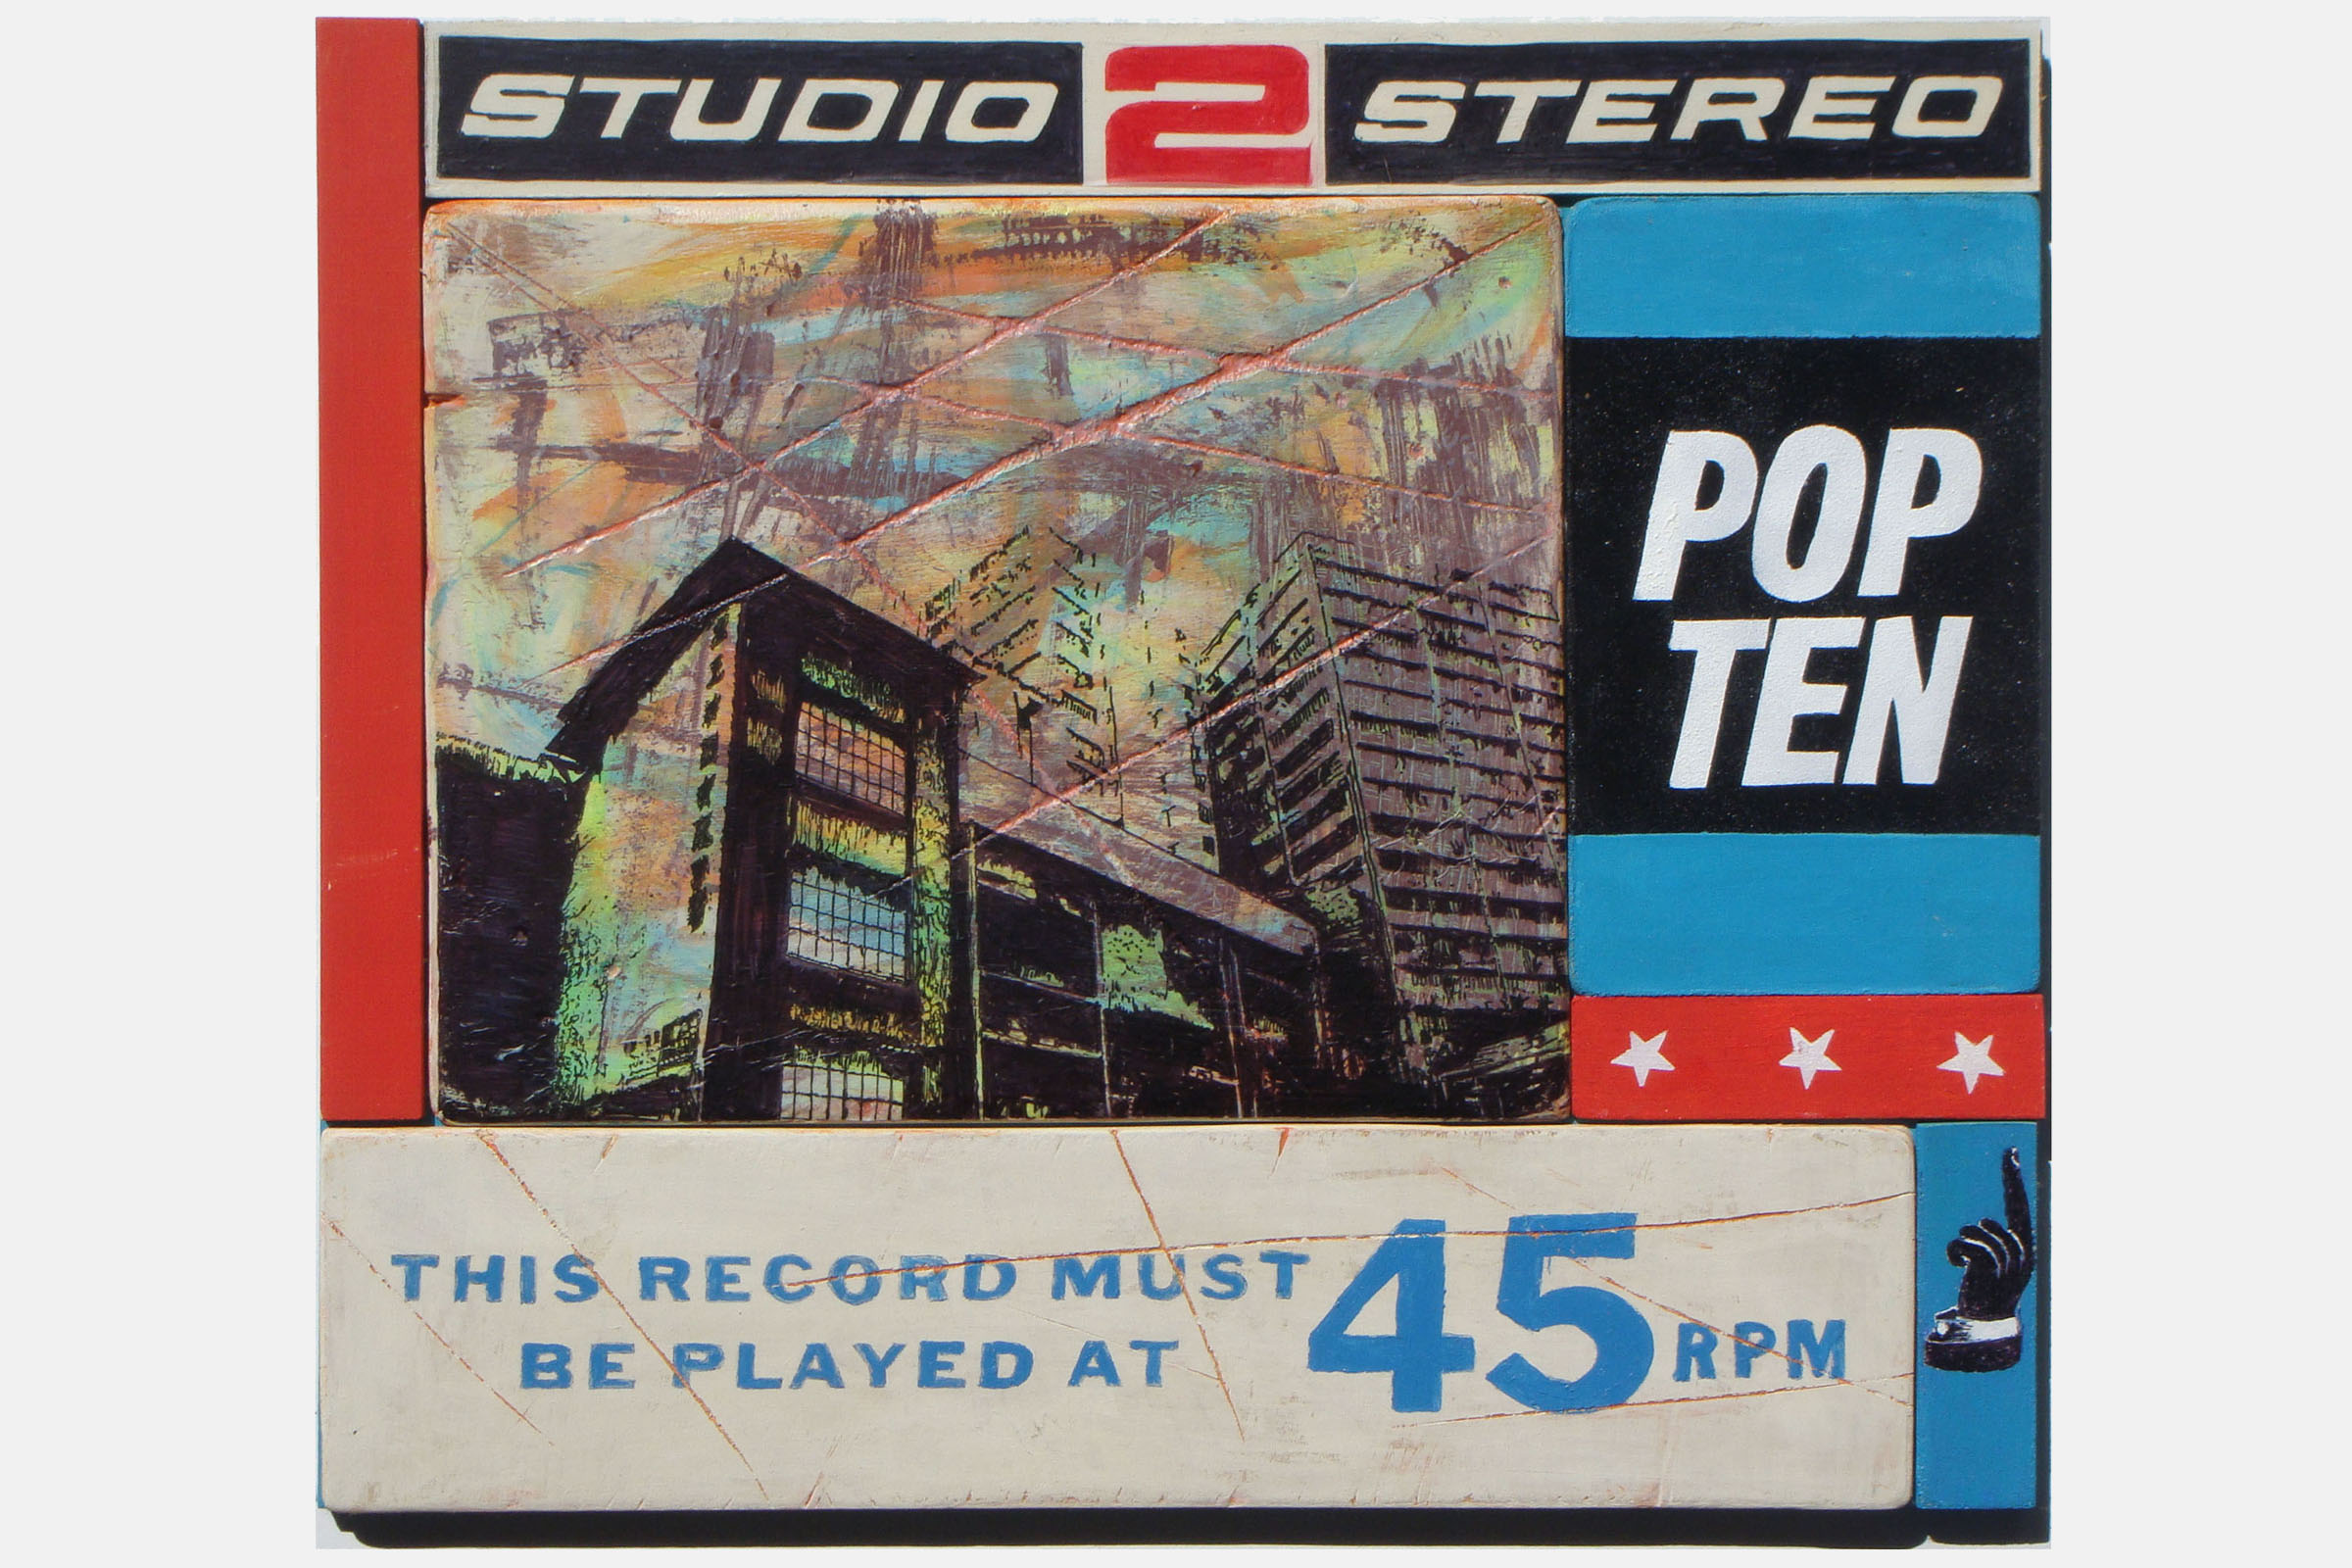 STUDIO 2 STEREO
POP
TEN
THIS RECORD MUST
BE PLAYED AT 45 RPM